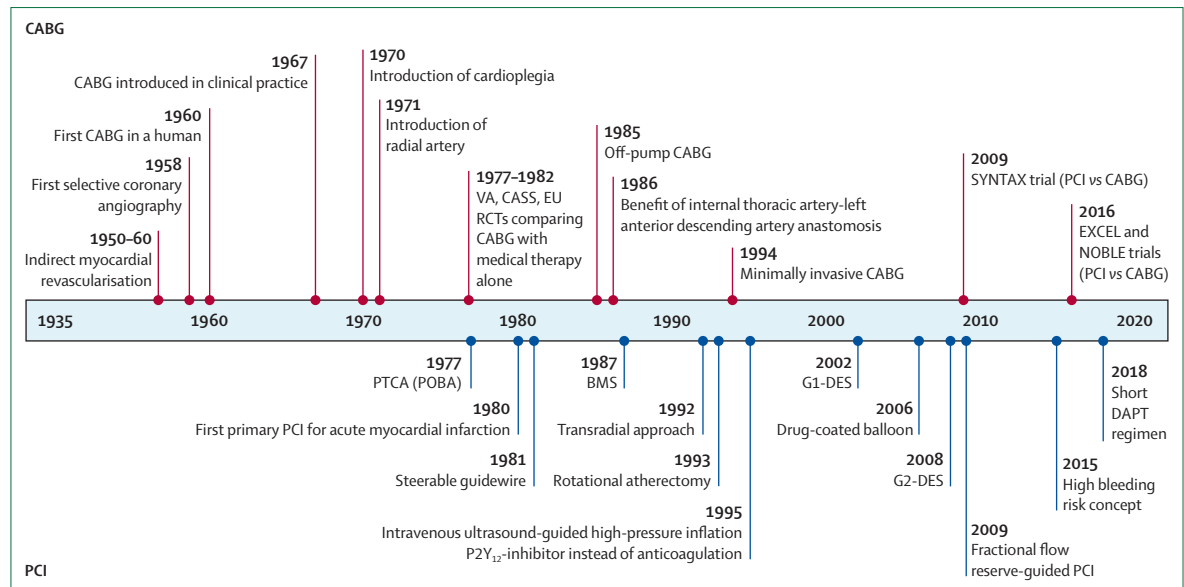 CABG
1967
CABG introduced in clinical practice
1970
Introduction of cardioplegia
1960
First CABG in a human
1971
Introduction of
radial artery
1958
First selective coronary
angiography
1950–60
Indirect myocardial
revascularisation
1977–1982
VA, CASS, EU
RCTs comparing
CABG with
medical therapy
alone
1985
Off-pump CABG
1986
Benefit of internal thoracic artery-left
anterior descending artery anastomosis
1994
Minimally invasive CABG
2009
SYNTAX trial (PCI vs CABG)
2016
EXCEL and
NOBLE trials
(PCI vs CABG)
1935 1960 1970 1980 1990 2000 2010 2020
1977
PTCA (POBA)
1980
First primary PCI for acute myocardial infarction
1981
Steerable guidewire
1987
BMS
1992
Transradial approach
1993
Rotational atherectomy
1995
Intravenous ultrasound-guided high-pressure inflation
P2Y₁₂-inhibitor instead of anticoagulation
2002
G1-DES
2006
Drug-coated balloon
2008
G2-DES
2009
Fractional flow
reserve-guided PCI
2015
High bleeding
risk concept
2018
Short
DAPT
regimen
PCI